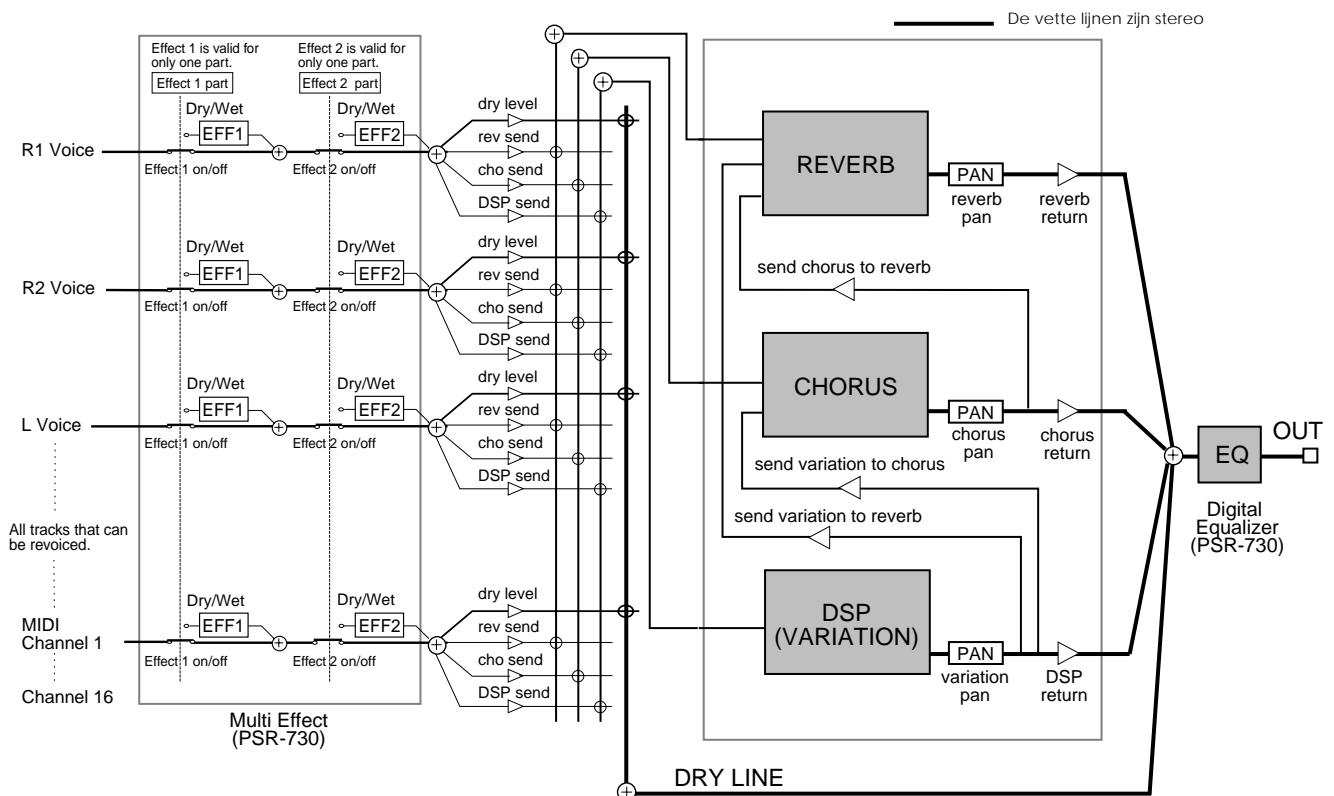 De vette lijnen zijn stereo
Effect 1 is valid for
only one part.
Effect 1 part
Effect 2 is valid for
only one part.
Effect 2 part
R1 Voice
Dry/Wet
EFF1
Effect 1 on/off
Dry/Wet
EFF2
Effect 2 on/off
dry level
rev send
cho send
DSP send
R2 Voice
Dry/Wet
EFF1
Effect 1 on/off
Dry/Wet
EFF2
Effect 2 on/off
dry level
rev send
cho send
DSP send
L Voice
Dry/Wet
EFF1
Effect 1 on/off
Dry/Wet
EFF2
Effect 2 on/off
dry level
rev send
cho send
DSP send
All tracks that can
be revoiced.
MIDI
Channel 1
Dry/Wet
EFF1
Effect 1 on/off
Dry/Wet
EFF2
Effect 2 on/off
dry level
rev send
cho send
DSP send
Channel 16
Multi Effect
(PSR-730)
REVERB
PAN
reverb
pan
reverb
return
send chorus to reverb
CHORUS
PAN
chorus
pan
chorus
return
send variation to chorus
send variation to reverb
DSP
(VARIATION)
PAN
variation
pan
DSP
return
EQ
OUT
Digital
Equalizer
(PSR-730)
DRY LINE